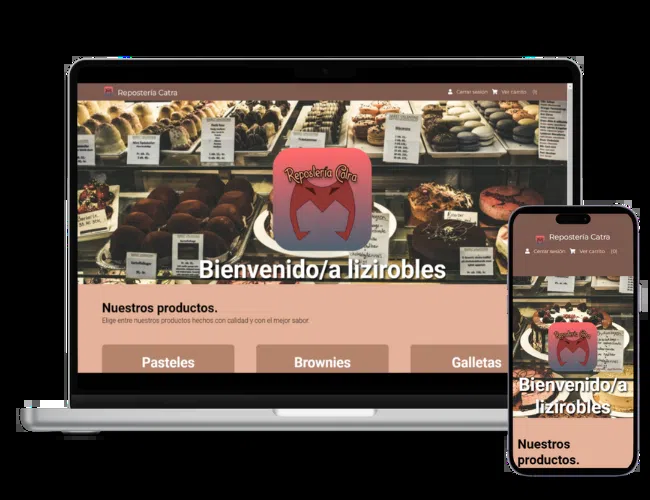 Repostería Catra
Cerrar sesión Ver carrito (0)
Repostería Catra
Bienvenido/a lizirobles
Nuestros productos.
Elige entre nuestros productos hechos con calidad y con el mejor sabor
Pasteles
Brownies
Galletas
Repostería Catra
Cerrar sesión Ver carrito (0)
Repostería Catra
Bienvenido/a
lizirobles
Nuestros
productos.